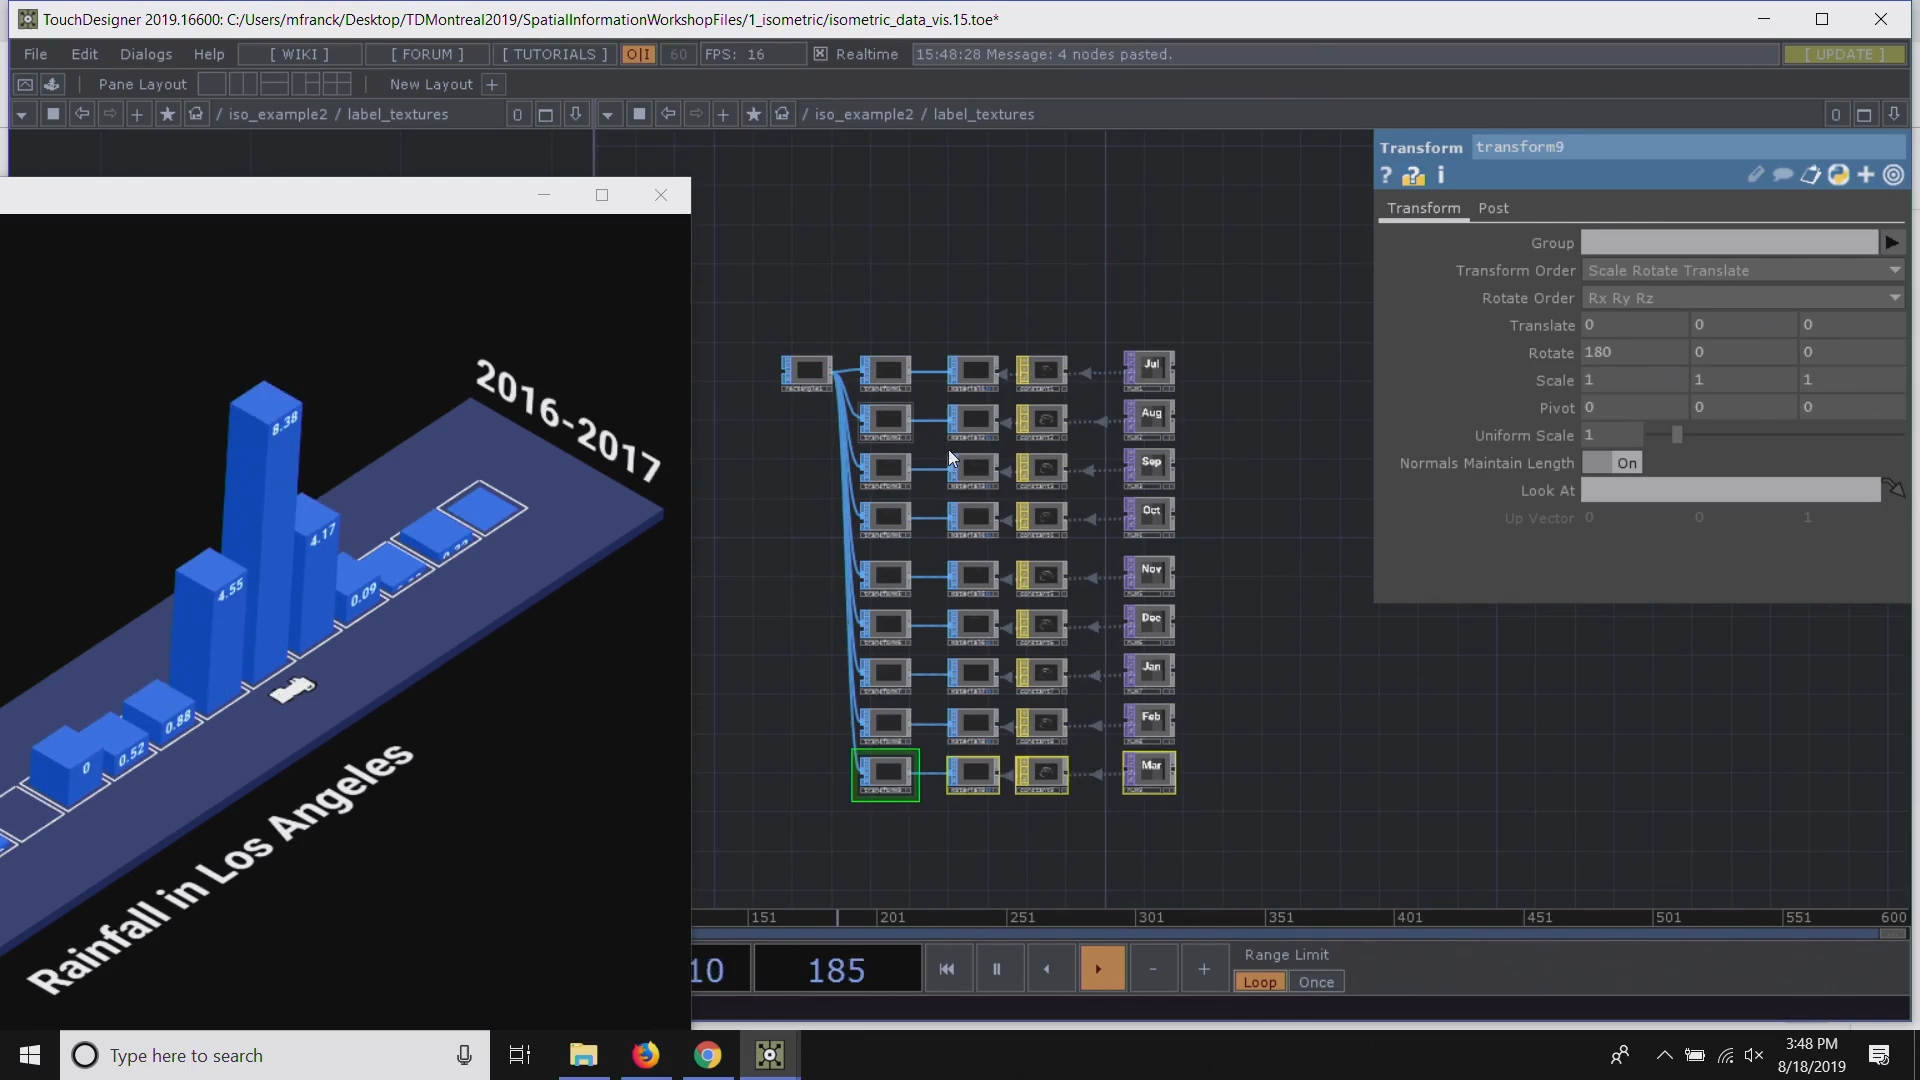 TouchDesigner 2019.16600: C:/Users/mfranck/Desktop/TDMontreal2019/SpatialInformationWorkshopFiles/1_isometric/isometric_data_vis.15.toe*
File Edit Dialogs Help [ WIKI ] [ FORUM ] [ TUTORIALS ] O|I 60 FPS: 16 Realtime 15:48:28 Message: 4 nodes pasted. [ UPDATE ]
Pane Layout New Layout +
/ iso_example2 / label_textures 0 / iso_example2 / label_textures 0
Transform transform9
? ? i
Transform Post
Group
Transform Order Scale Rotate Translate
Rotate Order Rx Ry Rz
Translate 0 0 0
Rotate 180 0 0
Scale 1 1 1
Pivot 0 0 0
Uniform Scale 1
Normals Maintain Length On
Look At
Up Vector 0 0 1
Jul
Aug
Sep
Oct
Nov
Dec
Jan
Feb
Mar
2016-2017
8.38
4.17
4.55
0.09
0.88
0.52
0
Rainfall in Los Angeles
151 201 251 301 351 401 451 501 551 600
10 185
Range Limit
Loop Once
Type here to search
3:48 PM
8/18/2019